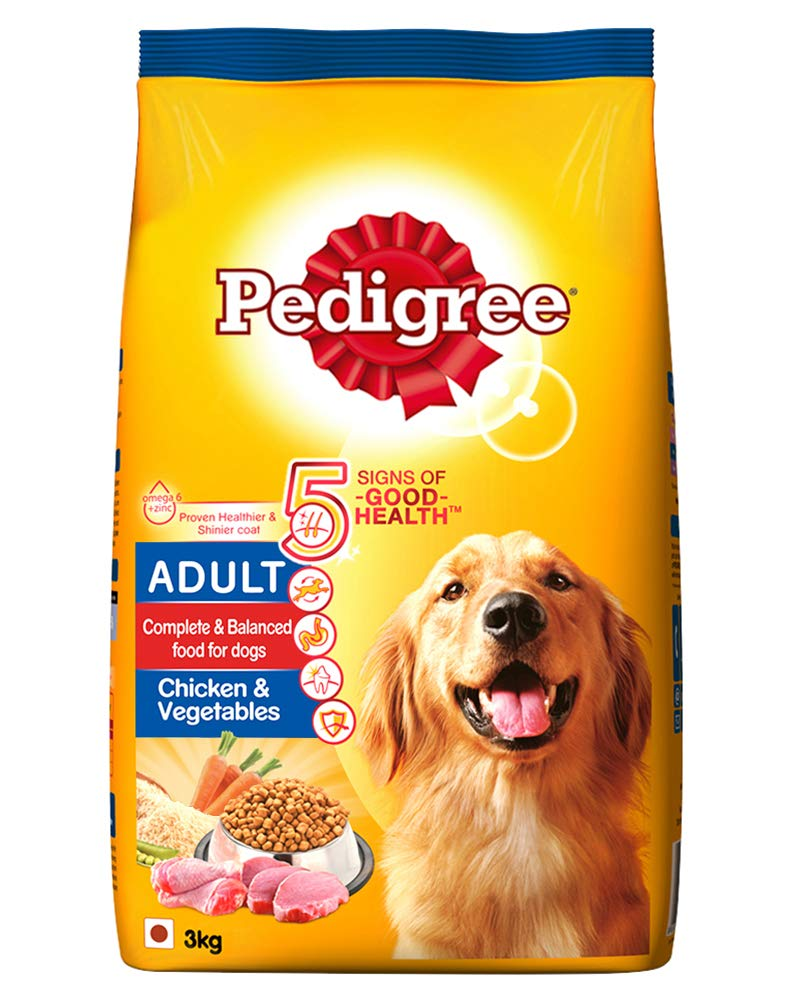 Pedigree®
5 SIGNS OF
-GOOD-
HEALTH™
omega 6
+zinc
Proven Healthier &
Shinier coat
ADULT
Complete & Balanced
food for dogs
Chicken &
Vegetables
3kg